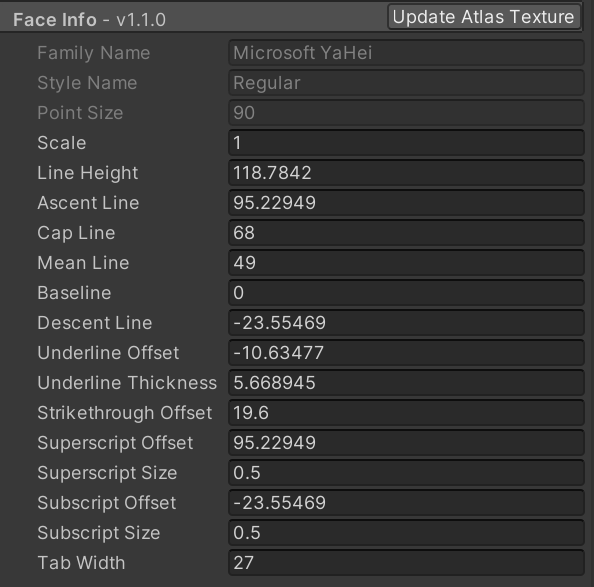 Face Info - v1.1.0 Update Atlas Texture
Family Name Microsoft YaHei
Style Name Regular
Point Size 90
Scale 1
Line Height 118.7842
Ascent Line 95.22949
Cap Line 68
Mean Line 49
Baseline 0
Descent Line -23.55469
Underline Offset -10.63477
Underline Thickness 5.668945
Strikethrough Offset 19.6
Superscript Offset 95.22949
Superscript Size 0.5
Subscript Offset -23.55469
Subscript Size 0.5
Tab Width 27